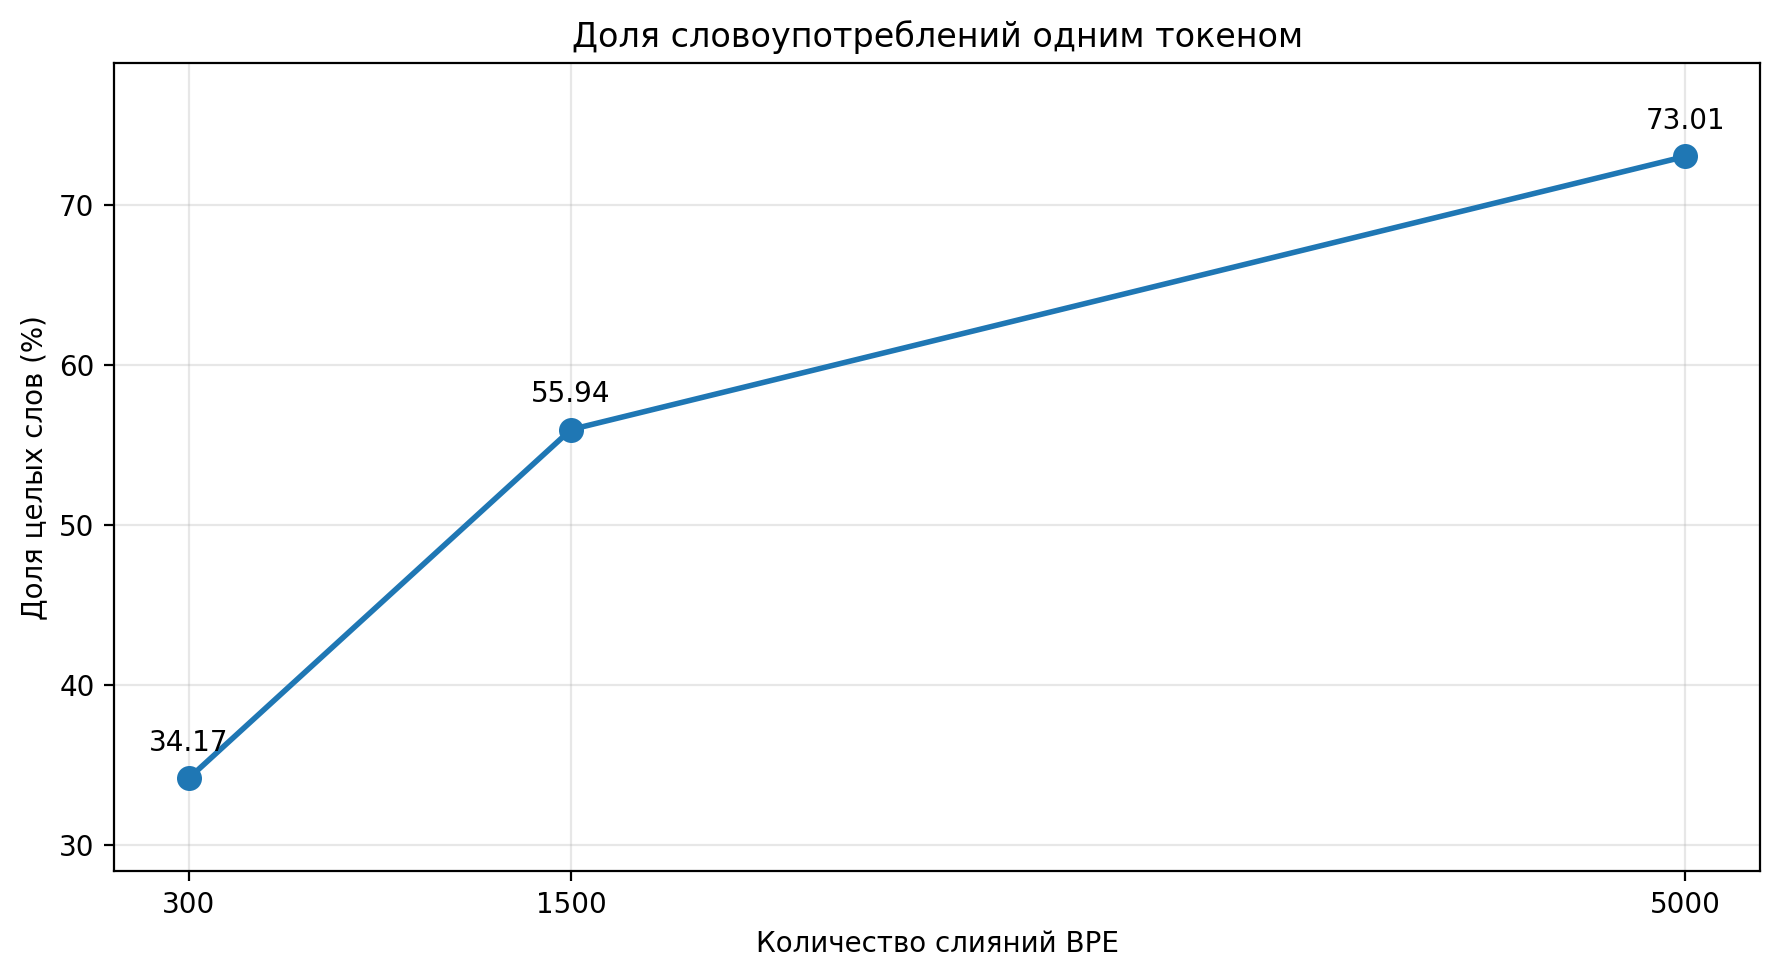 Доля словоупотреблений одним токеном
Доля целых слов (%)
70
60
50
40
30
73.01
55.94
34.17
300 1500 5000
Количество слияний BPE